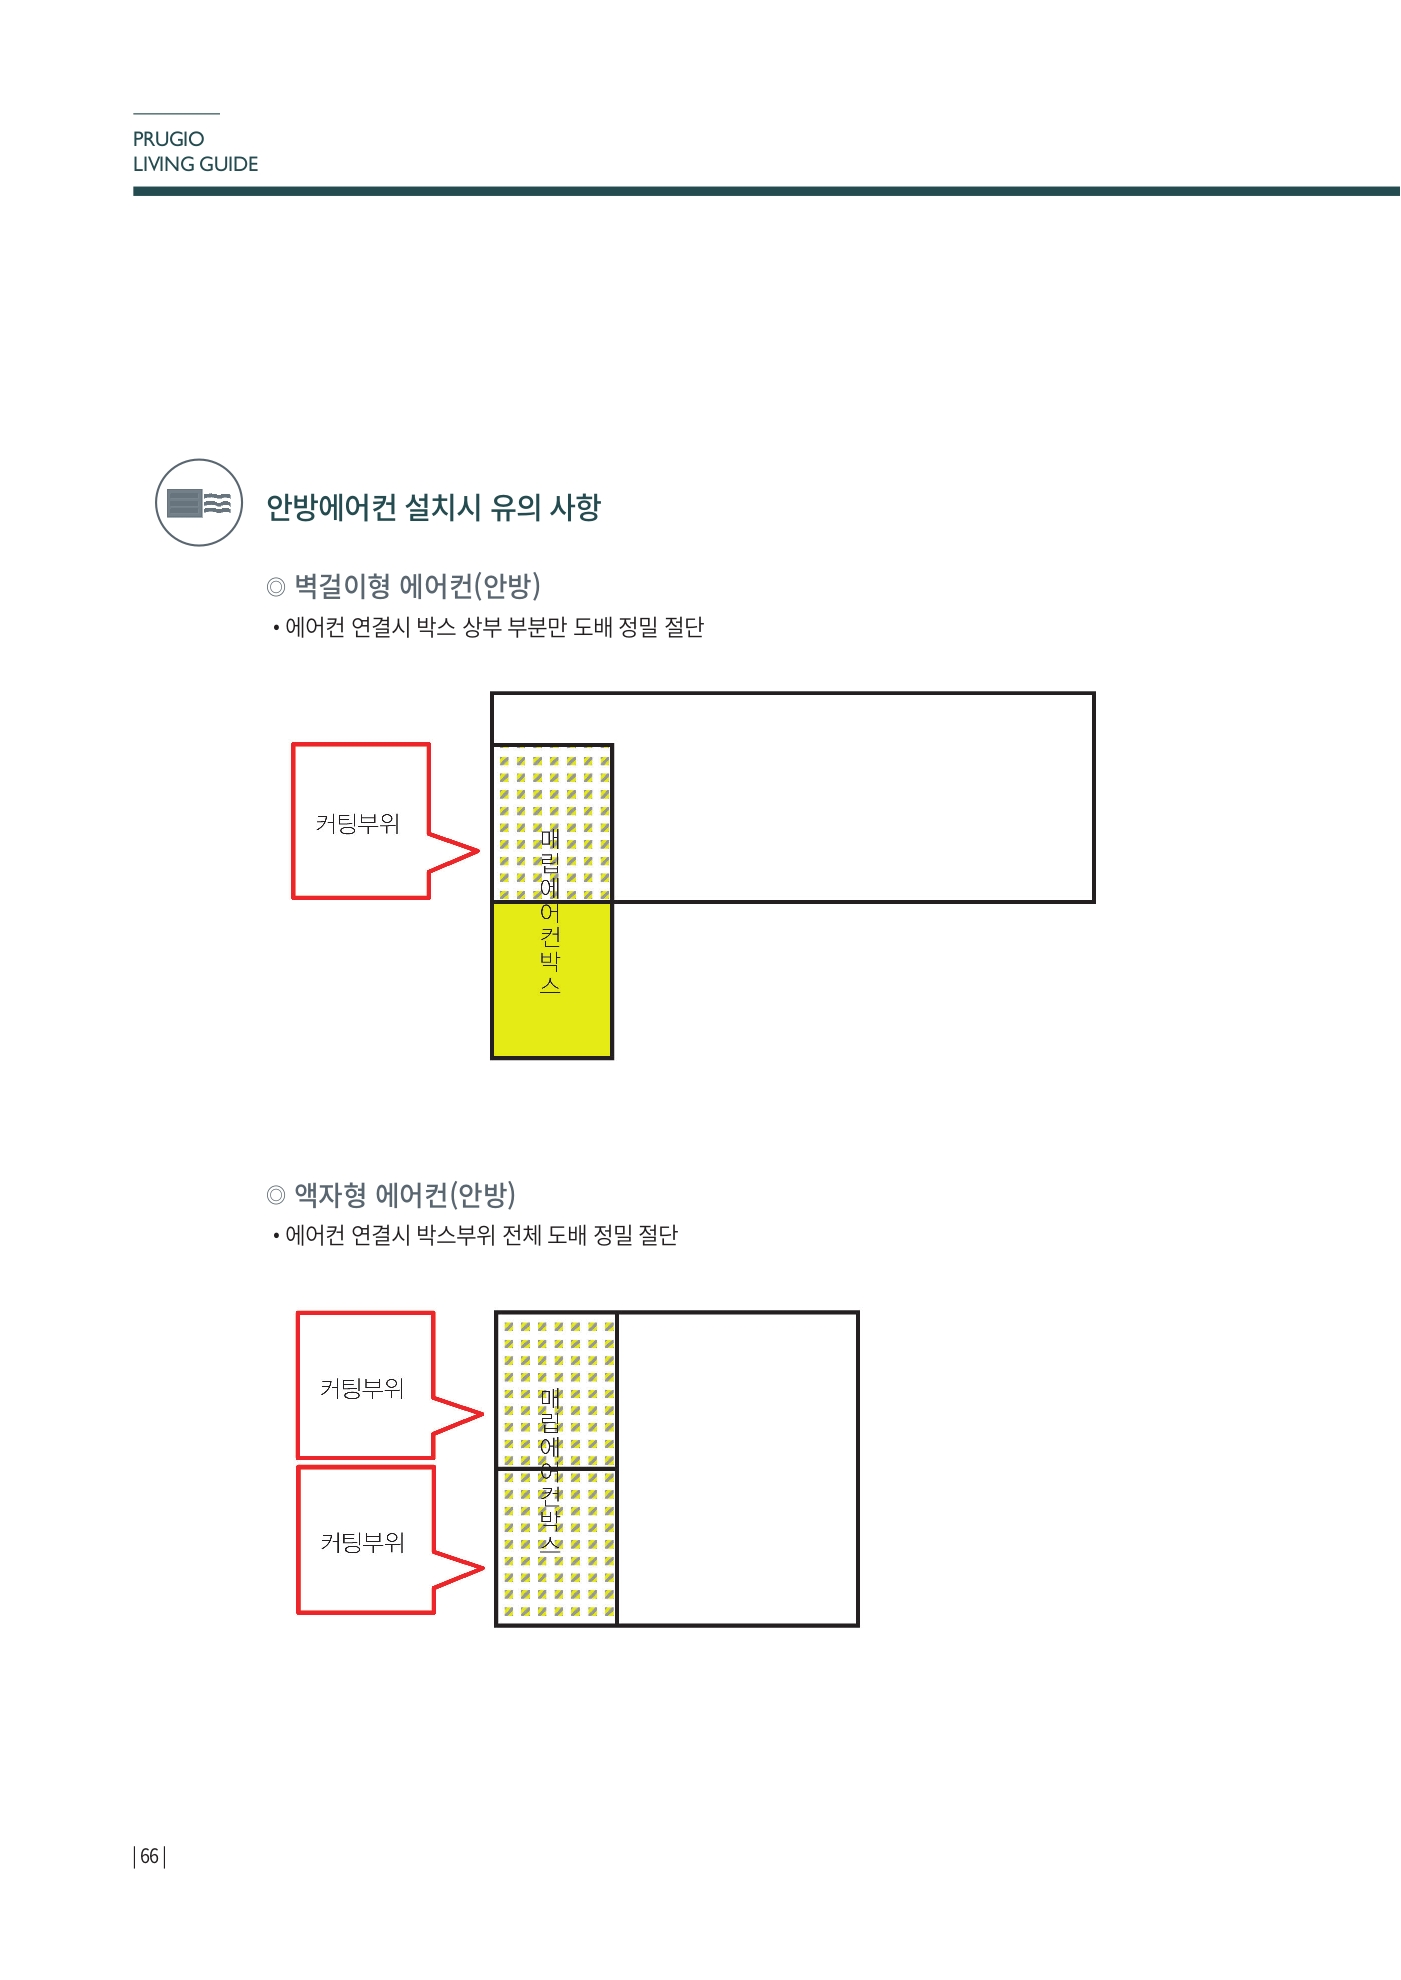 PRUGIO
LIVING GUIDE
안방에어컨 설치시 유의 사항
◎ 벽걸이형 에어컨(안방)
• 에어컨 연결시 박스 상부 부분만 도배 정밀 절단
커팅부위
매립에어컨박스
◎ 액자형 에어컨(안방)
• 에어컨 연결시 박스부위 전체 도배 정밀 절단
커팅부위
매립에어컨박스
커팅부위
| 66 |